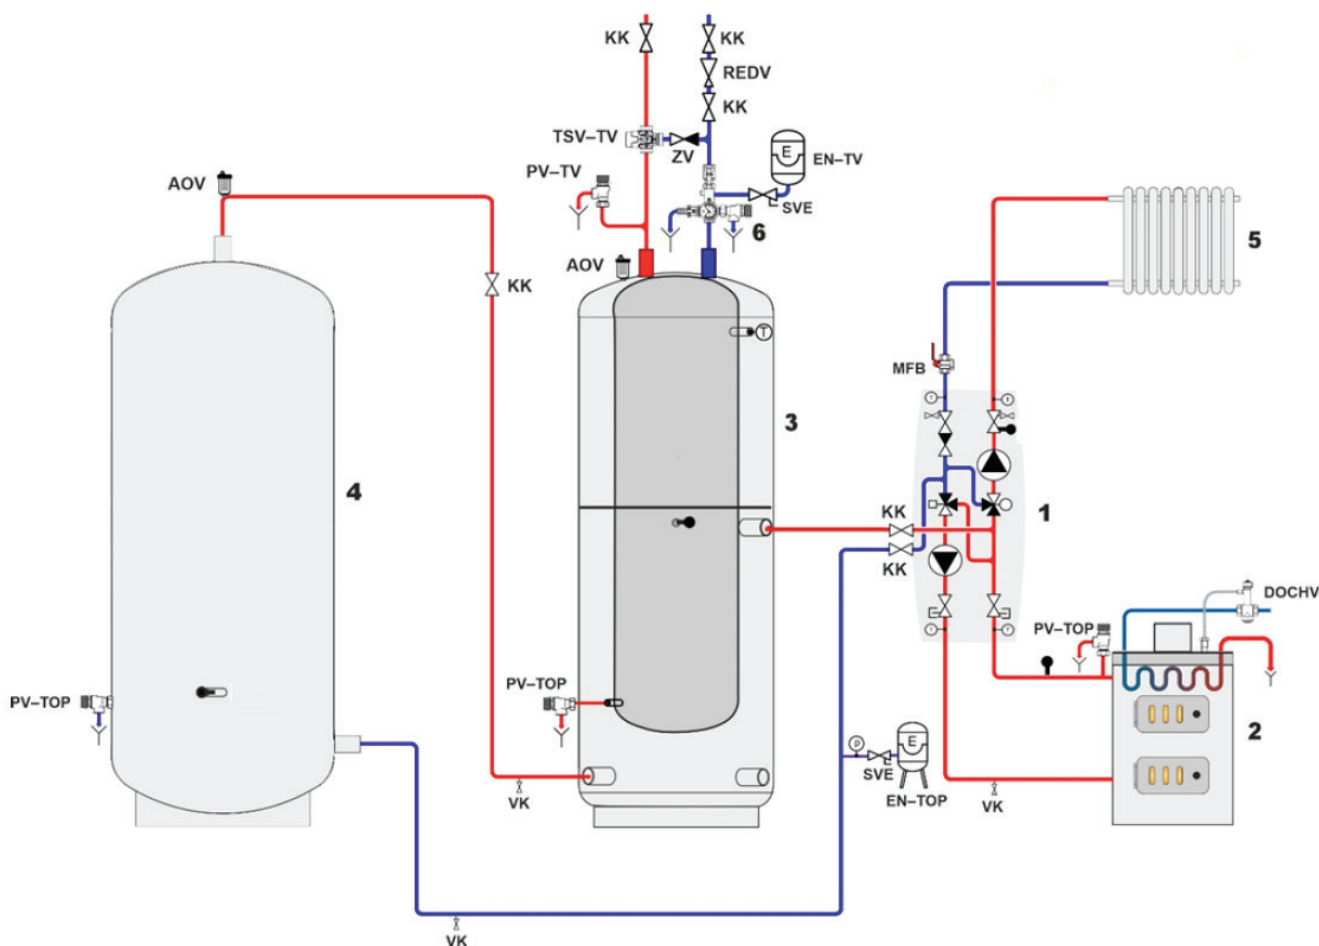 KK
KK
REDV
KK
TSV–TV
ZV
E
EN–TV
PV–TV
SVE
AOV
6
5
AOV
KK
T
MFB
T
T
3
4
1
KK
KK
DOCHV
T
T
PV–TOP
PV–TOP
PV–TOP
2
P
E
SVE
EN–TOP
VK
VK
VK